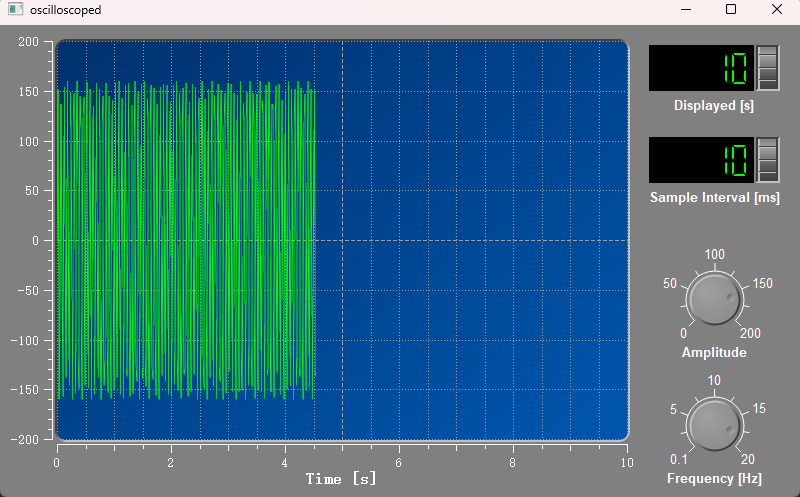 oscilloscoped
200
150
100
50
0
-50
-100
-150
-200
0 2 4 6 8 10
Time [s]
10
Displayed [s]
10
Sample Interval [ms]
100
50 150
0 200
Amplitude
10
5 15
0.1 20
Frequency [Hz]